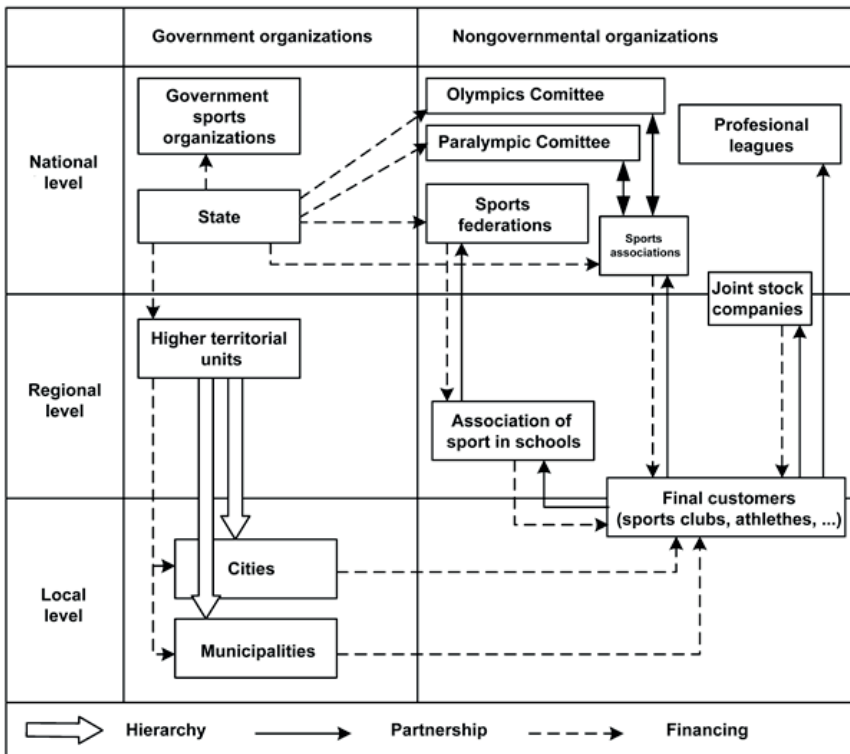 Government organizations
Nongovernmental organizations
National
level
Government
sports
organizations
State
Olympics Comittee
Paralympic Comittee
Sports
federations
Sports
associations
Profesional
leagues
Joint stock
companies
Regional
level
Higher territorial
units
Association of
sport in schools
Final customers
(sports clubs, athlethes, ...)
Local
level
Cities
Municipalities
Hierarchy
Partnership
Financing